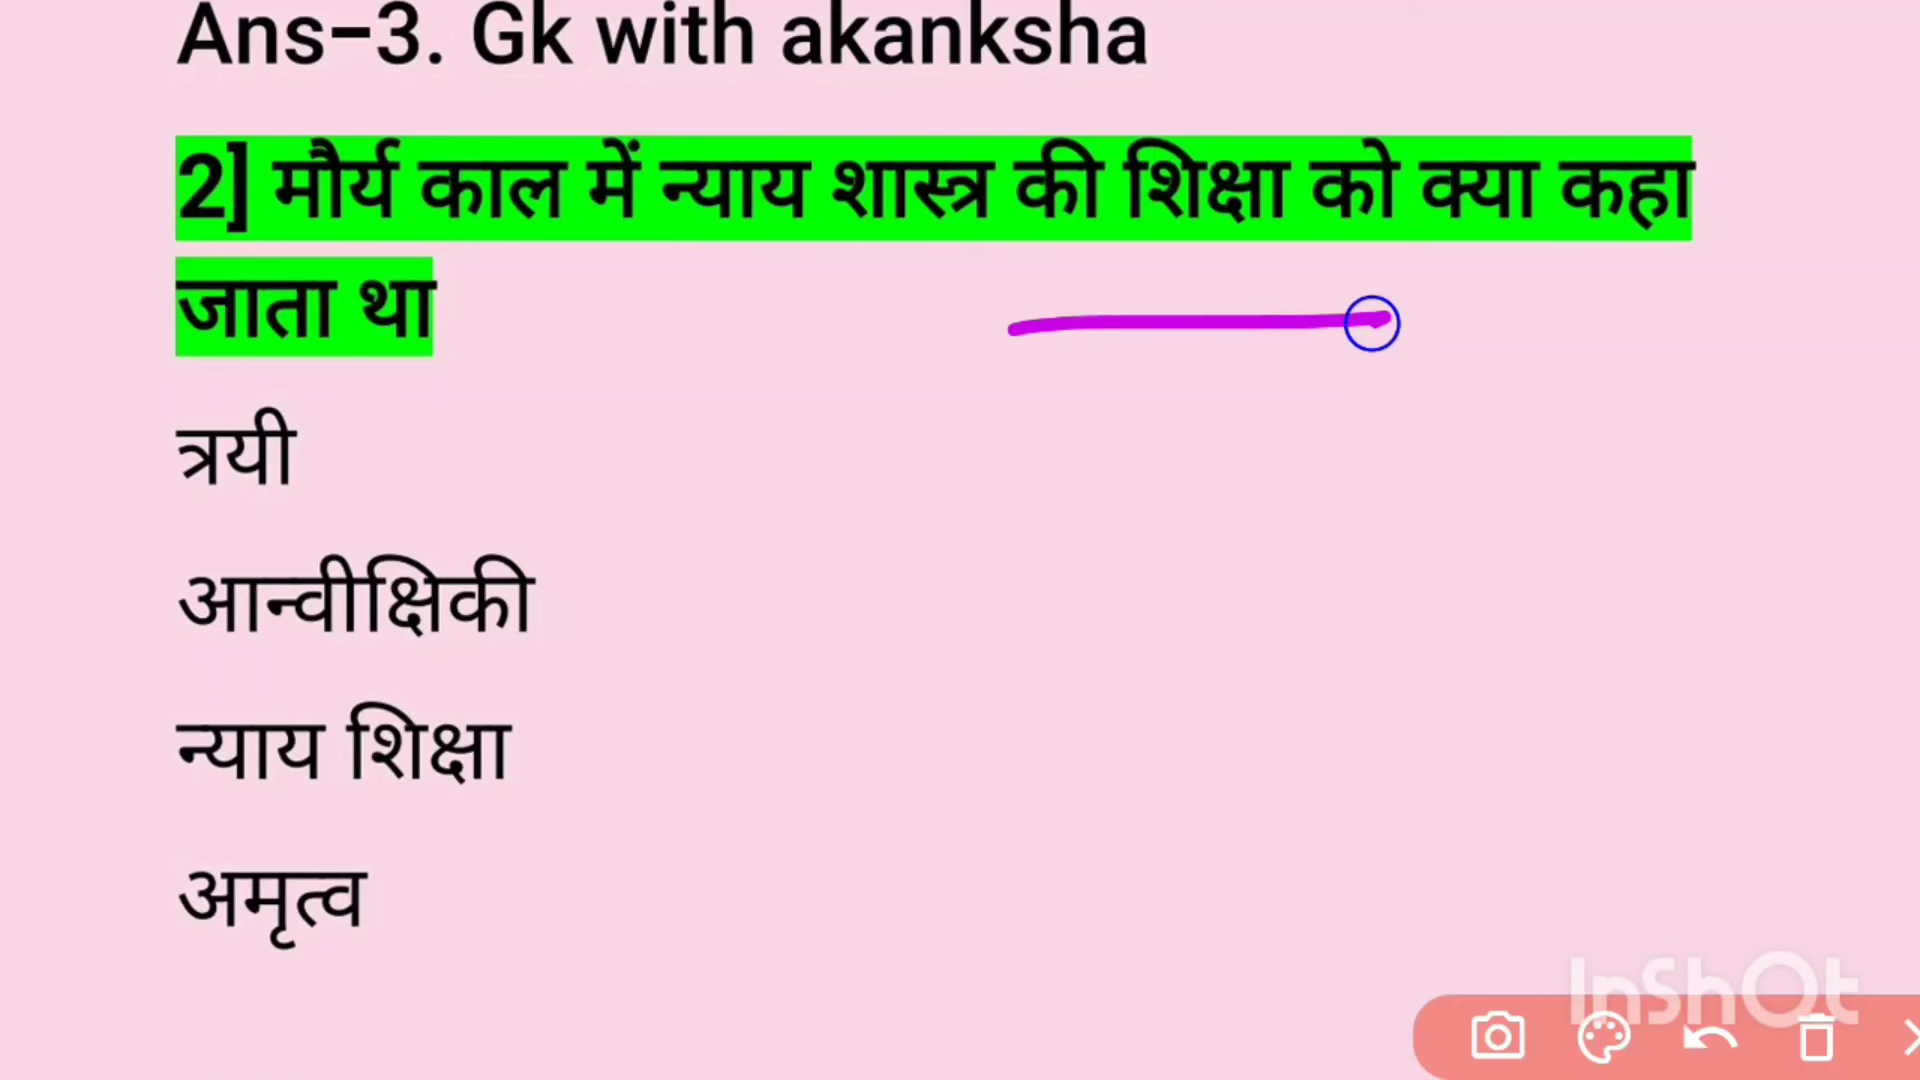 Ans-3. Gk with akanksha
2] मौर्य काल में न्याय शास्त्र की शिक्षा को क्या कहा
जाता था
त्रयी
आन्वीक्षिकी
न्याय शिक्षा
अमृत्व
InShOt